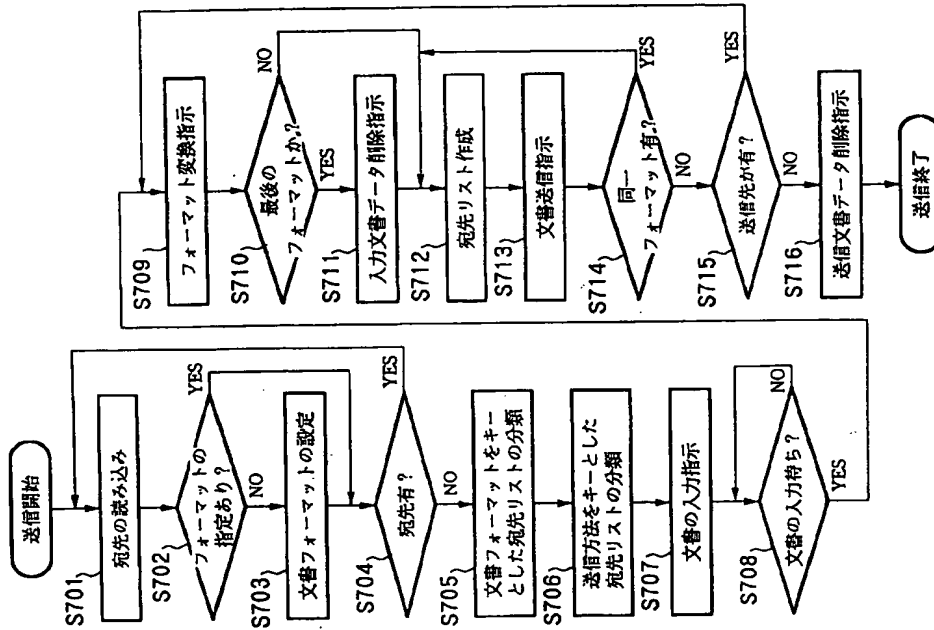 送信開始
S701
宛先の読み込み
S702
フォーマットの
指定あり?
YES
NO
S703
文書フォーマットの設定
S704
宛先有?
YES
NO
S705
文書フォーマットをキー
とした宛先リストの分類
S706
送信方法をキーとした
宛先リストの分類
S707
文書の入力指示
S708
文書の入力待ち?
NO
YES
S709
フォーマット変換指示
S710
最後の
フォーマットか?
NO
YES
S711
入力文書データ削除指示
S712
宛先リスト作成
S713
文書送信指示
S714
同一
フォーマット有?
YES
NO
S715
送信先が有?
YES
NO
S716
送信文書データ削除指示
送信終了